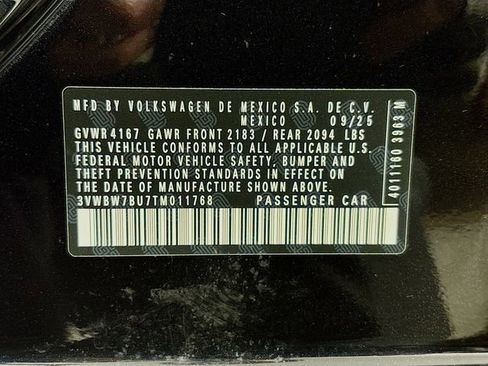 MFD BY VOLKSWAGEN DE MEXICO S.A. DE C.V.
MEXICO 09/25
GVWR 4167 GAWR FRONT 2183 / REAR 2094 LBS
THIS VEHICLE CONFORMS TO ALL APPLICABLE U.S.
FEDERAL MOTOR VEHICLE SAFETY, BUMPER AND
THEFT PREVENTION STANDARDS IN EFFECT ON THE
DATE OF MANUFACTURE SHOWN ABOVE.
3VWBW7BU7TM011768 PASSENGER CAR
4011160 3963 M